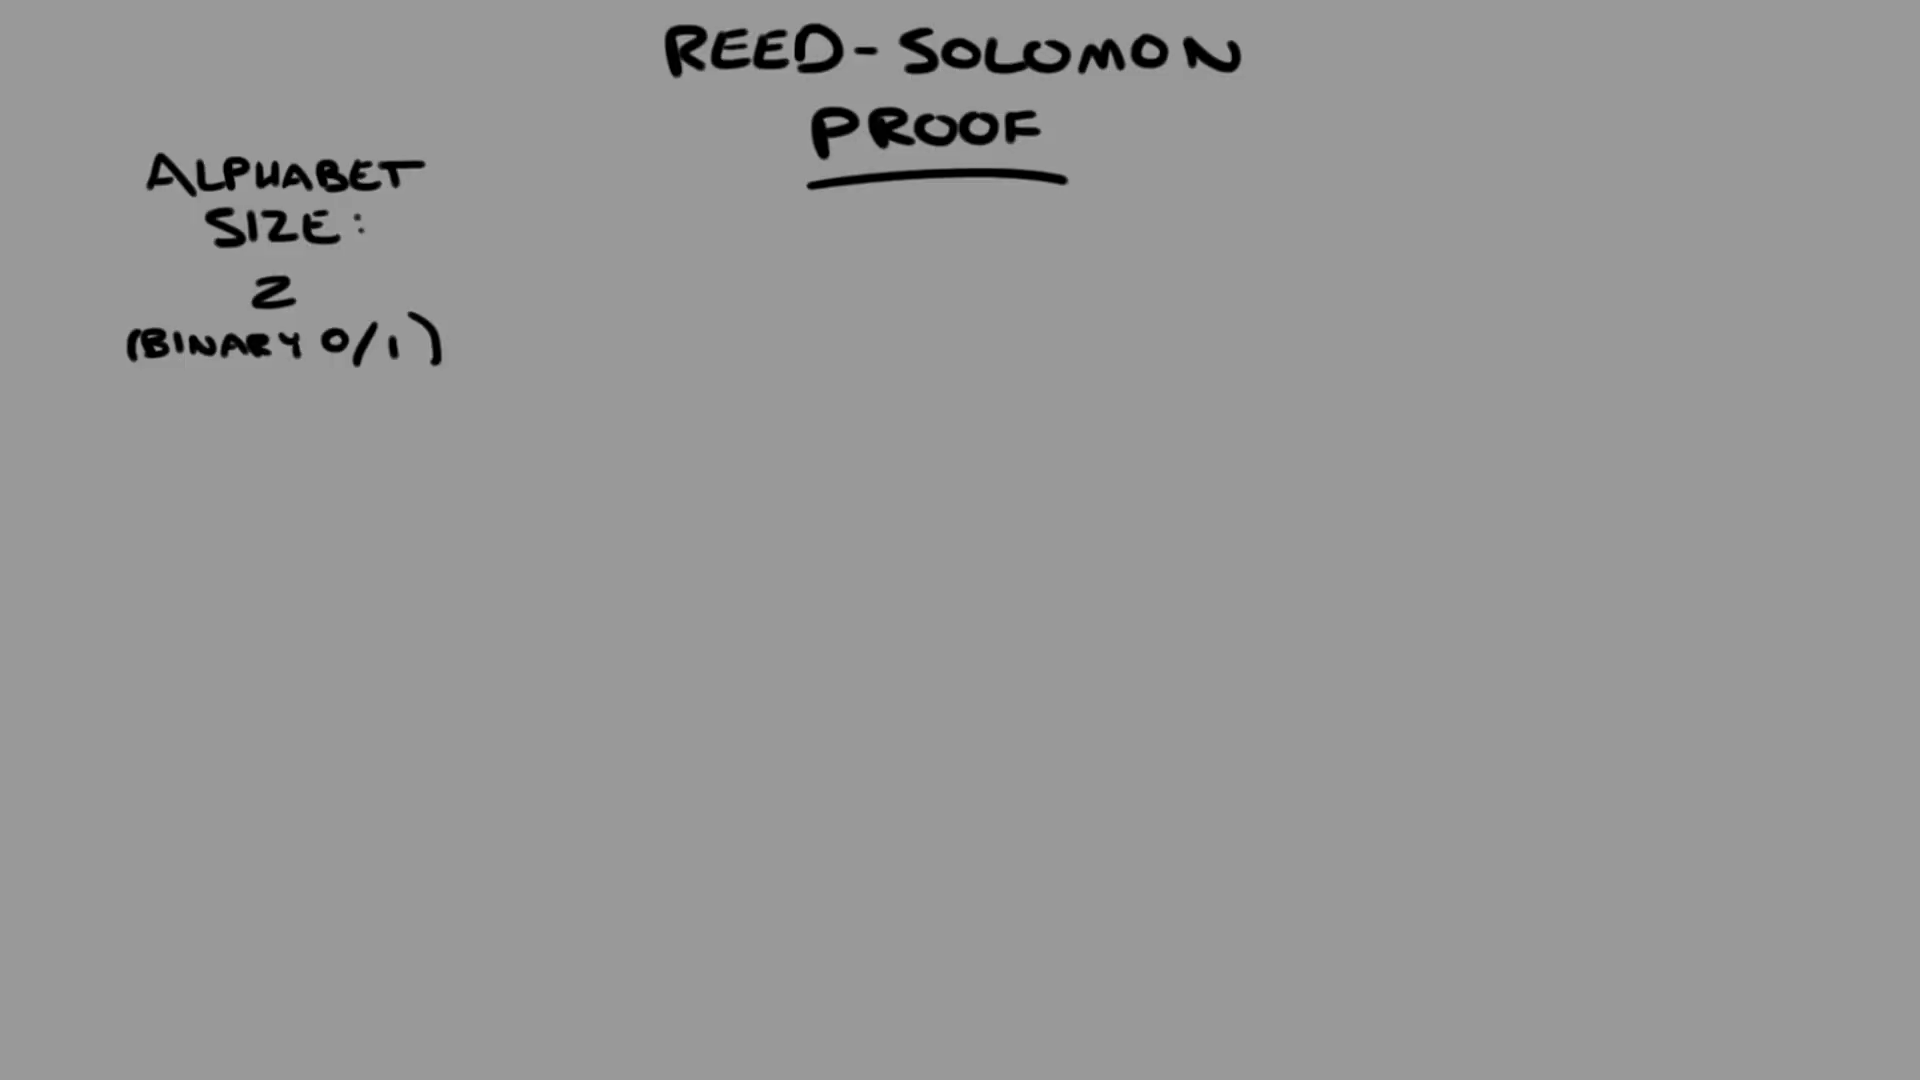 REED-SOLOMON
PROOF
ALPHABET
SIZE:
2
(BINARY 0/1)